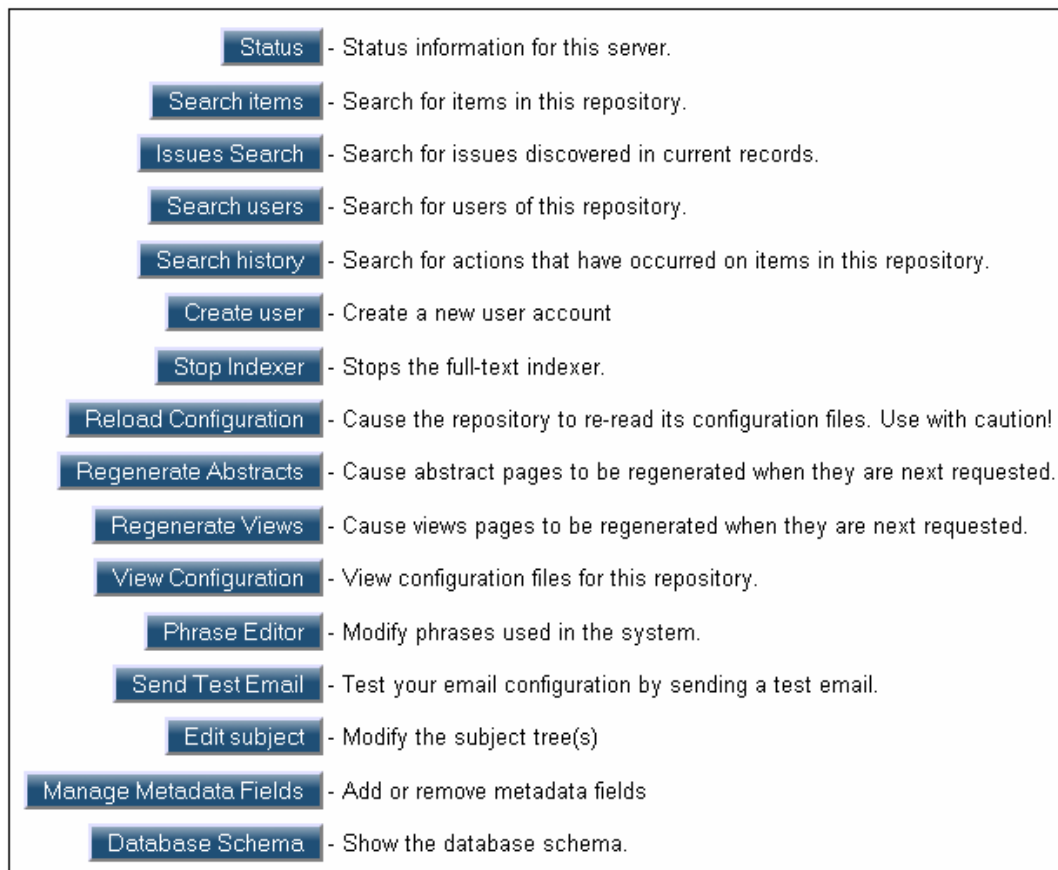 Status - Status information for this server.
Search items - Search for items in this repository.
Issues Search - Search for issues discovered in current records.
Search users - Search for users of this repository.
Search history - Search for actions that have occurred on items in this repository.
Create user - Create a new user account
Stop Indexer - Stops the full-text indexer.
Reload Configuration - Cause the repository to re-read its configuration files. Use with caution!
Regenerate Abstracts - Cause abstract pages to be regenerated when they are next requested.
Regenerate Views - Cause views pages to be regenerated when they are next requested.
View Configuration - View configuration files for this repository.
Phrase Editor - Modify phrases used in the system.
Send Test Email - Test your email configuration by sending a test email.
Edit subject - Modify the subject tree(s)
Manage Metadata Fields - Add or remove metadata fields
Database Schema - Show the database schema.